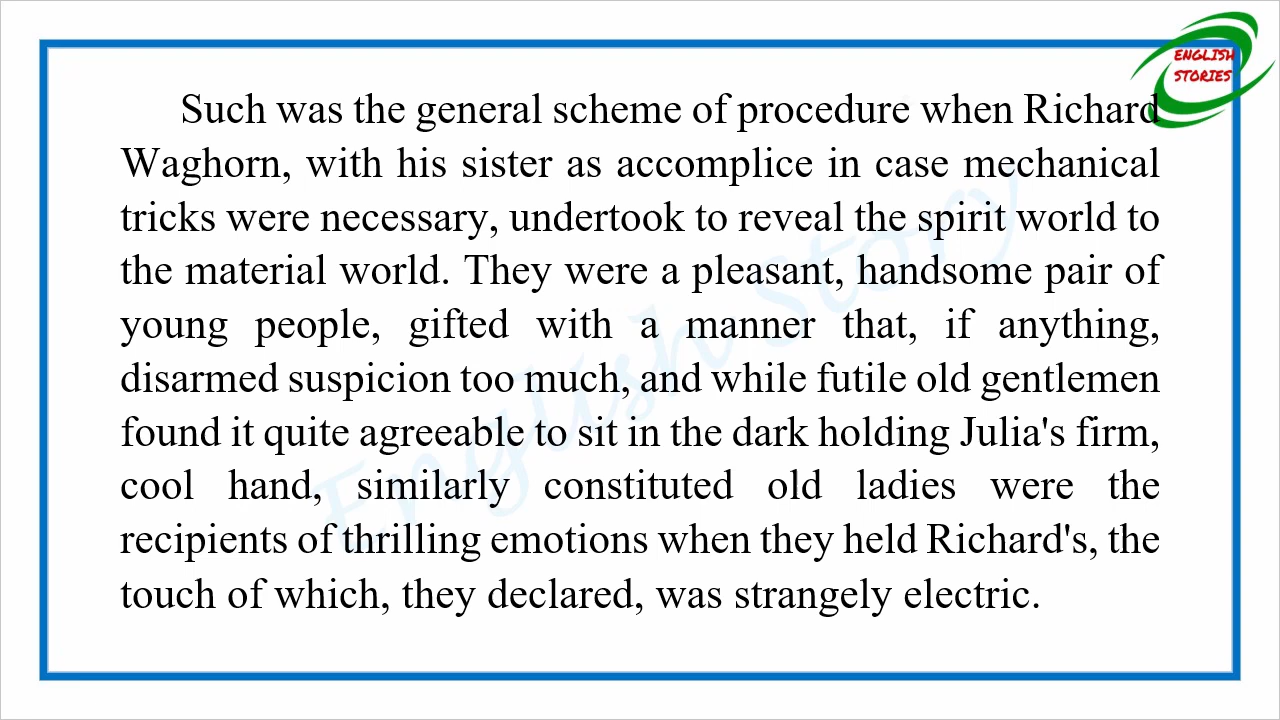 ENGLISH
STORIES
Such was the general scheme of procedure when Richard
Waghorn, with his sister as accomplice in case mechanical
tricks were necessary, undertook to reveal the spirit world to
the material world. They were a pleasant, handsome pair of
young people, gifted with a manner that, if anything,
disarmed suspicion too much, and while futile old gentlemen
found it quite agreeable to sit in the dark holding Julia's firm,
cool hand, similarly constituted old ladies were the
recipients of thrilling emotions when they held Richard's, the
touch of which, they declared, was strangely electric.
English Story